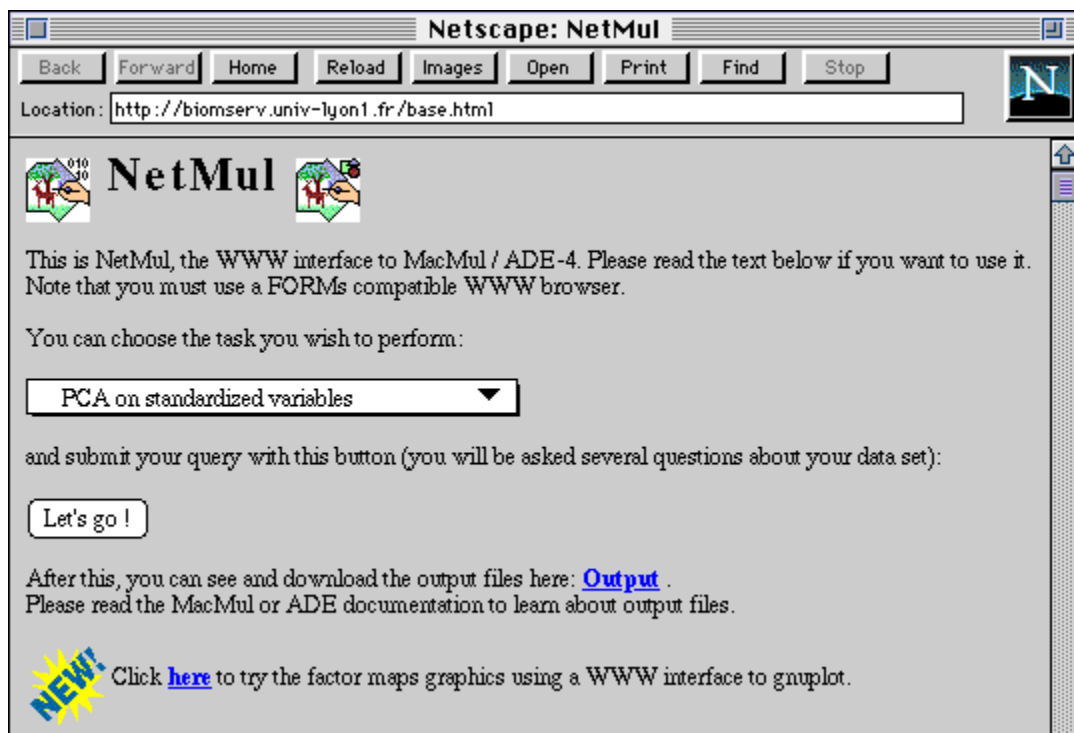 Netscape: NetMul
Back Forward Home Reload Images Open Print Find Stop
N
Location: http://biomserv.univ-lyon1.fr/base.html
010
10
NetMul
This is NetMul, the WWW interface to MacMul / ADE-4. Please read the text below if you want to use it.
Note that you must use a FORMs compatible WWW browser.
You can choose the task you wish to perform:
PCA on standardized variables
and submit your query with this button (you will be asked several questions about your data set):
Let's go !
After this, you can see and download the output files here: Output .
Please read the MacMul or ADE documentation to learn about output files.
NEW! Click here to try the factor maps graphics using a WWW interface to gnuplot.